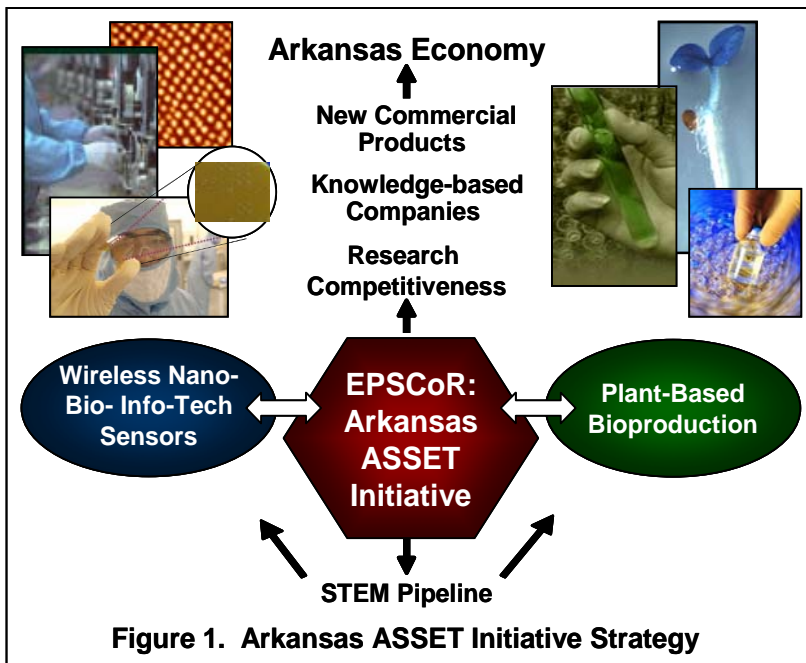 Arkansas Economy
New Commercial
Products
Knowledge-based
Companies
Research
Competitiveness
Wireless Nano-
Bio- Info-Tech
Sensors
EPSCoR:
Arkansas
ASSET
Initiative
Plant-Based
Bioproduction
STEM Pipeline
Figure 1.  Arkansas ASSET Initiative Strategy